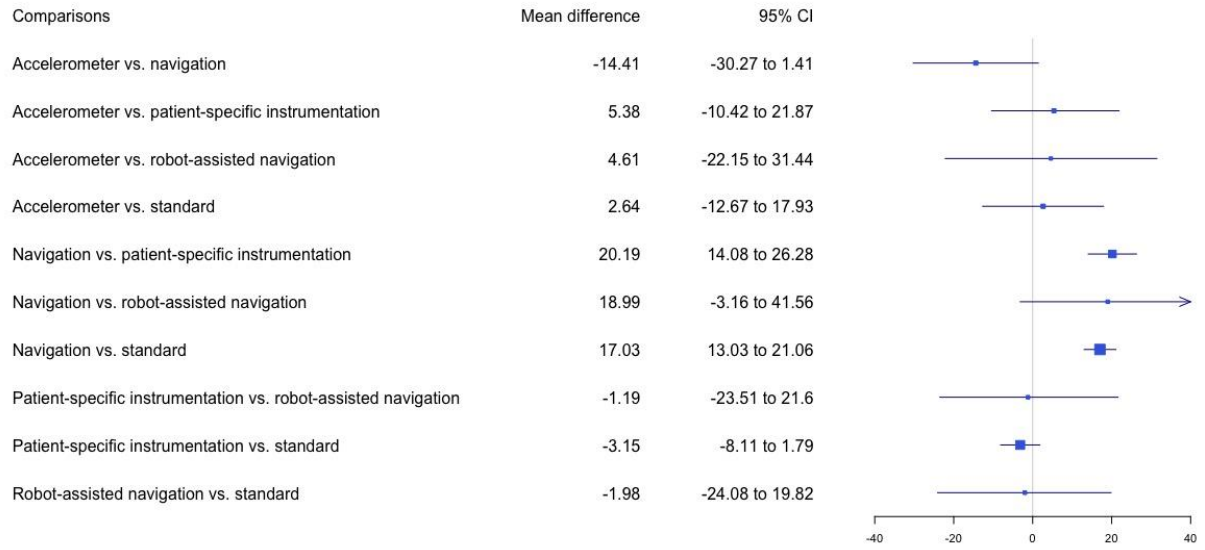 Comparisons Mean difference 95% CI
Accelerometer vs. navigation -14.41 -30.27 to 1.41
Accelerometer vs. patient-specific instrumentation 5.38 -10.42 to 21.87
Accelerometer vs. robot-assisted navigation 4.61 -22.15 to 31.44
Accelerometer vs. standard 2.64 -12.67 to 17.93
Navigation vs. patient-specific instrumentation 20.19 14.08 to 26.28
Navigation vs. robot-assisted navigation 18.99 -3.16 to 41.56
Navigation vs. standard 17.03 13.03 to 21.06
Patient-specific instrumentation vs. robot-assisted navigation -1.19 -23.51 to 21.6
Patient-specific instrumentation vs. standard -3.15 -8.11 to 1.79
Robot-assisted navigation vs. standard -1.98 -24.08 to 19.82
-40 -20 0 20 40